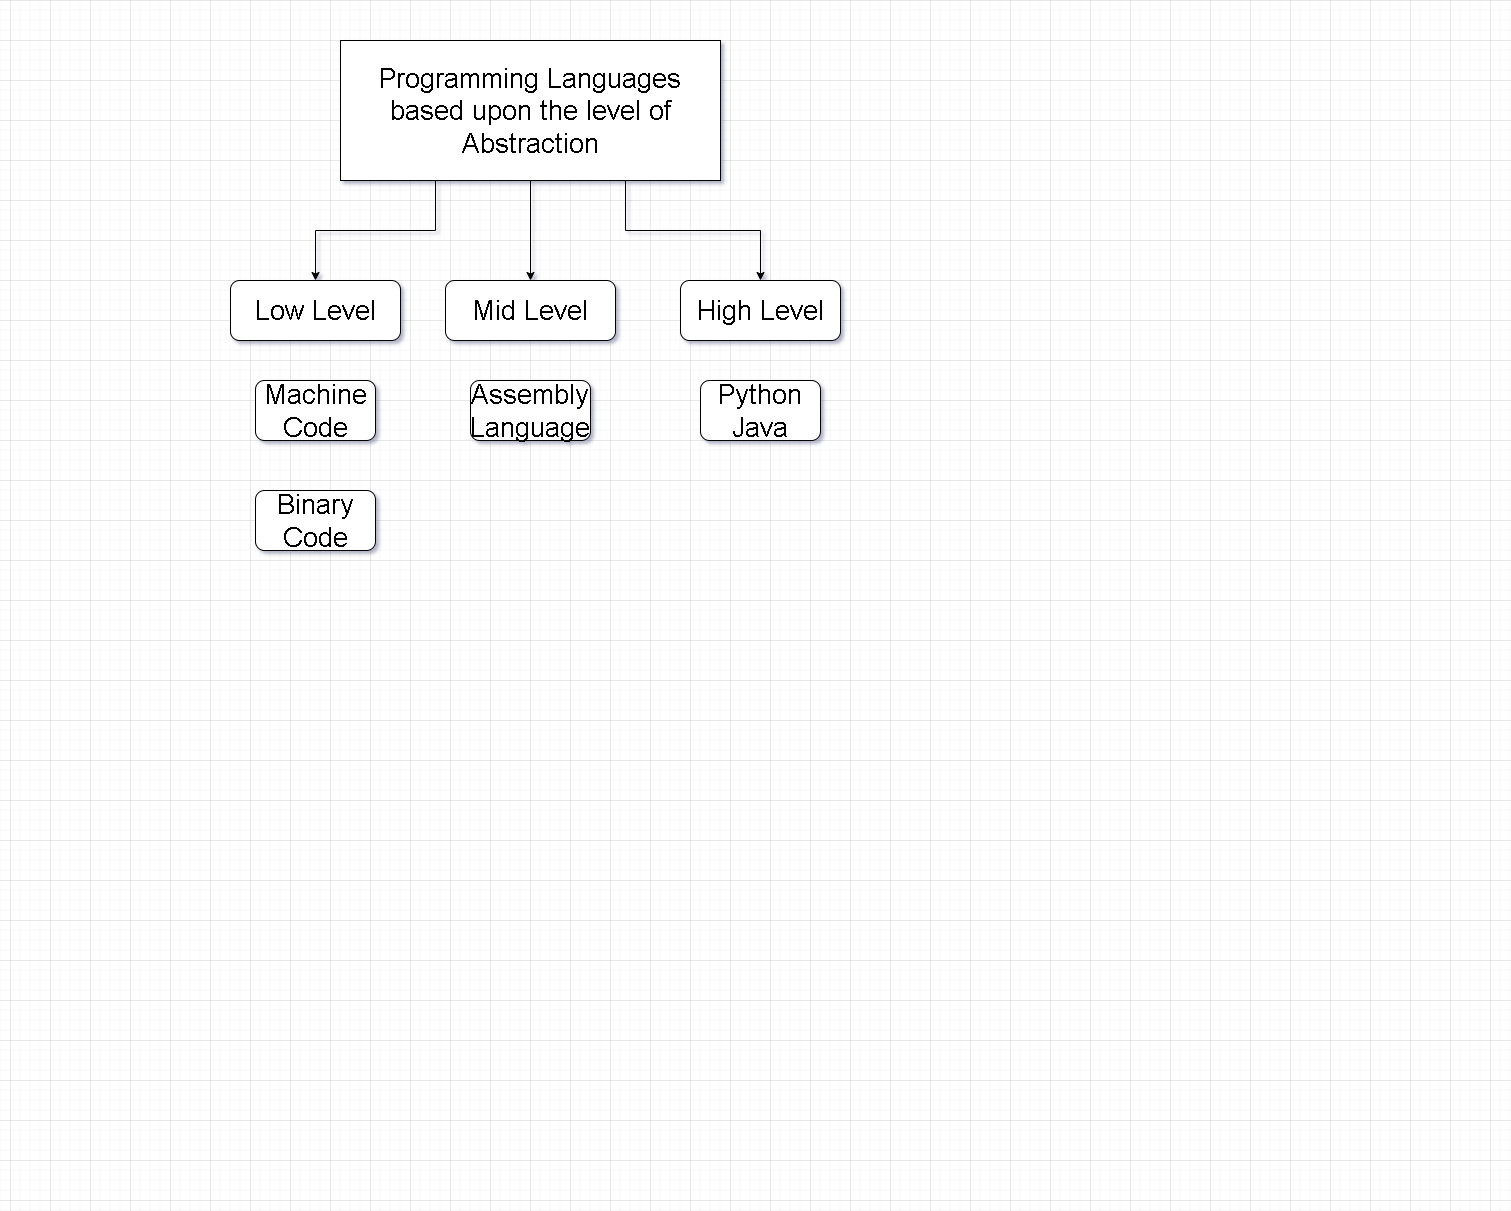 Programming Languages
based upon the level of
Abstraction
Low Level
Mid Level
High Level
Machine
Code
Assembly
Language
Python
Java
Binary
Code